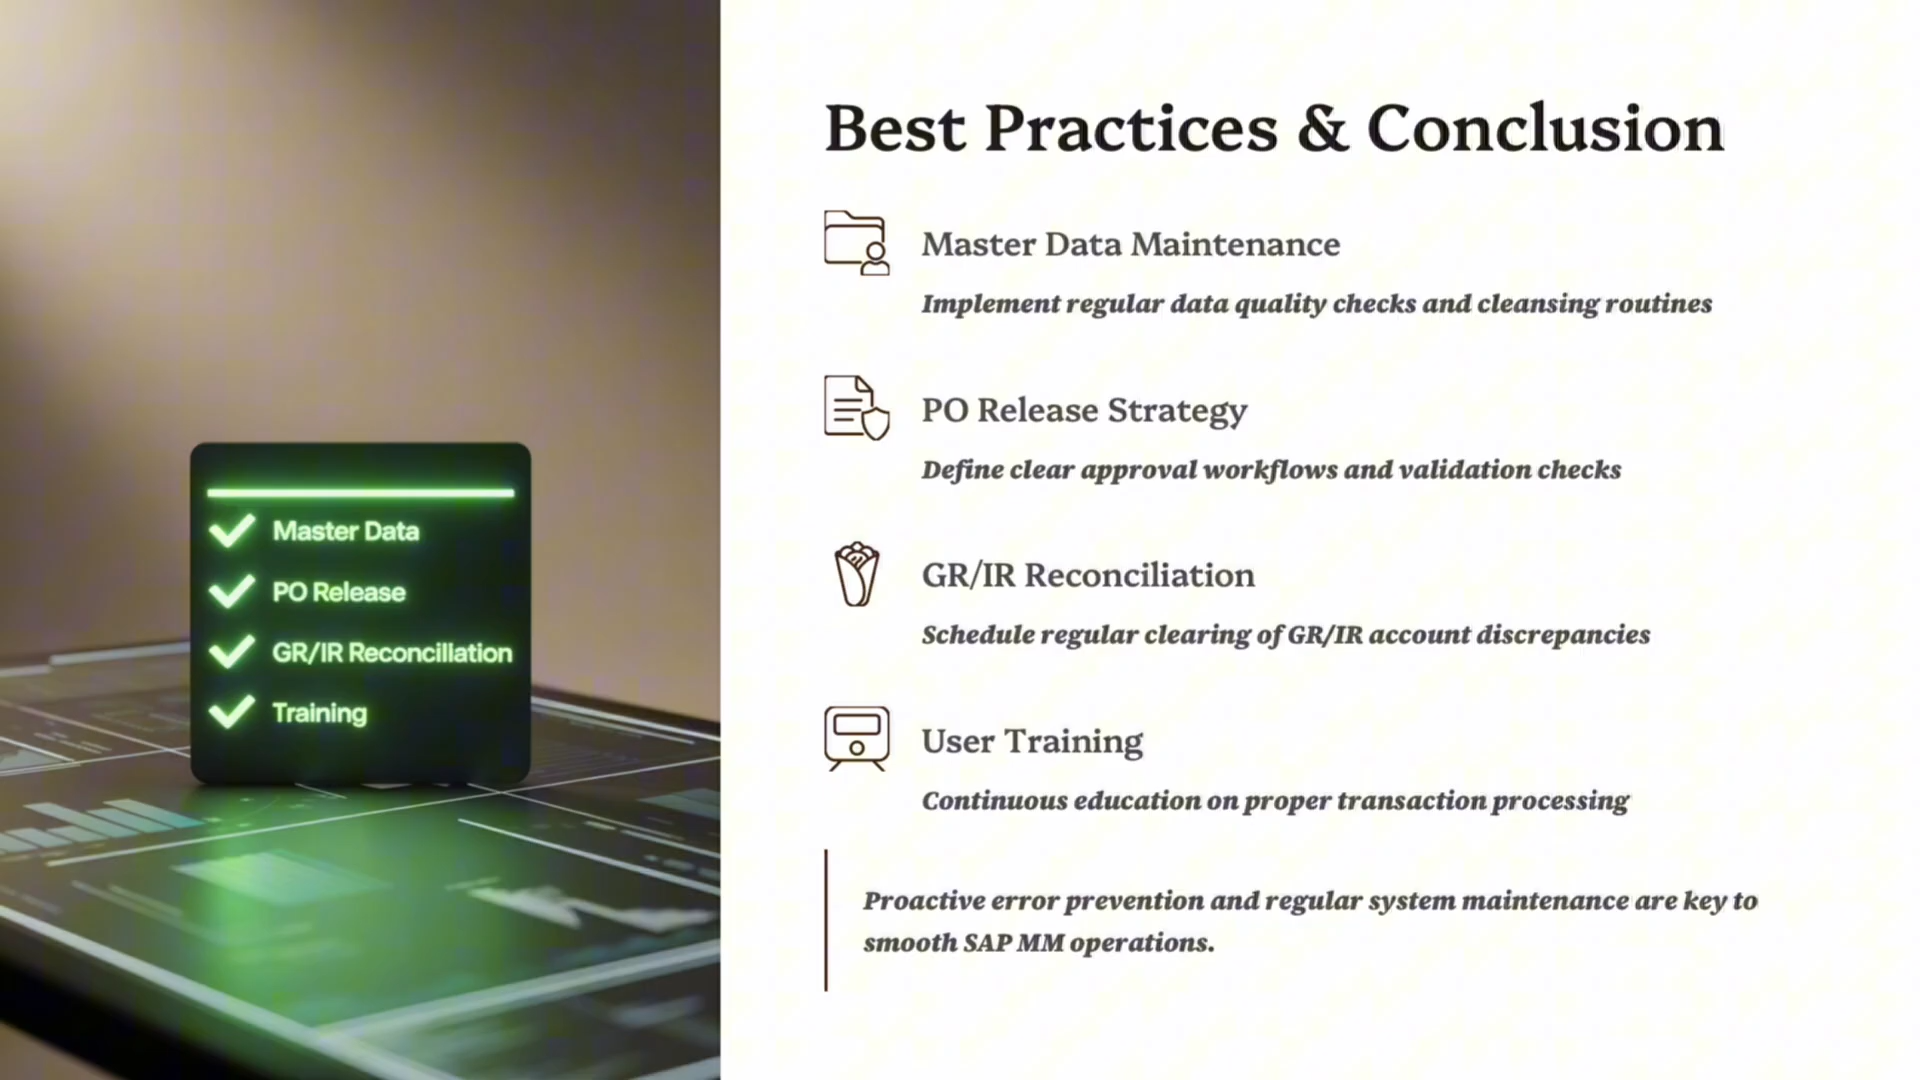 Master Data
PO Release
GR/IR Reconciliation
Training
Best Practices & Conclusion
Master Data Maintenance
Implement regular data quality checks and cleansing routines
PO Release Strategy
Define clear approval workflows and validation checks
GR/IR Reconciliation
Schedule regular clearing of GR/IR account discrepancies
User Training
Continuous education on proper transaction processing
Proactive error prevention and regular system maintenance are key to
smooth SAP MM operations.